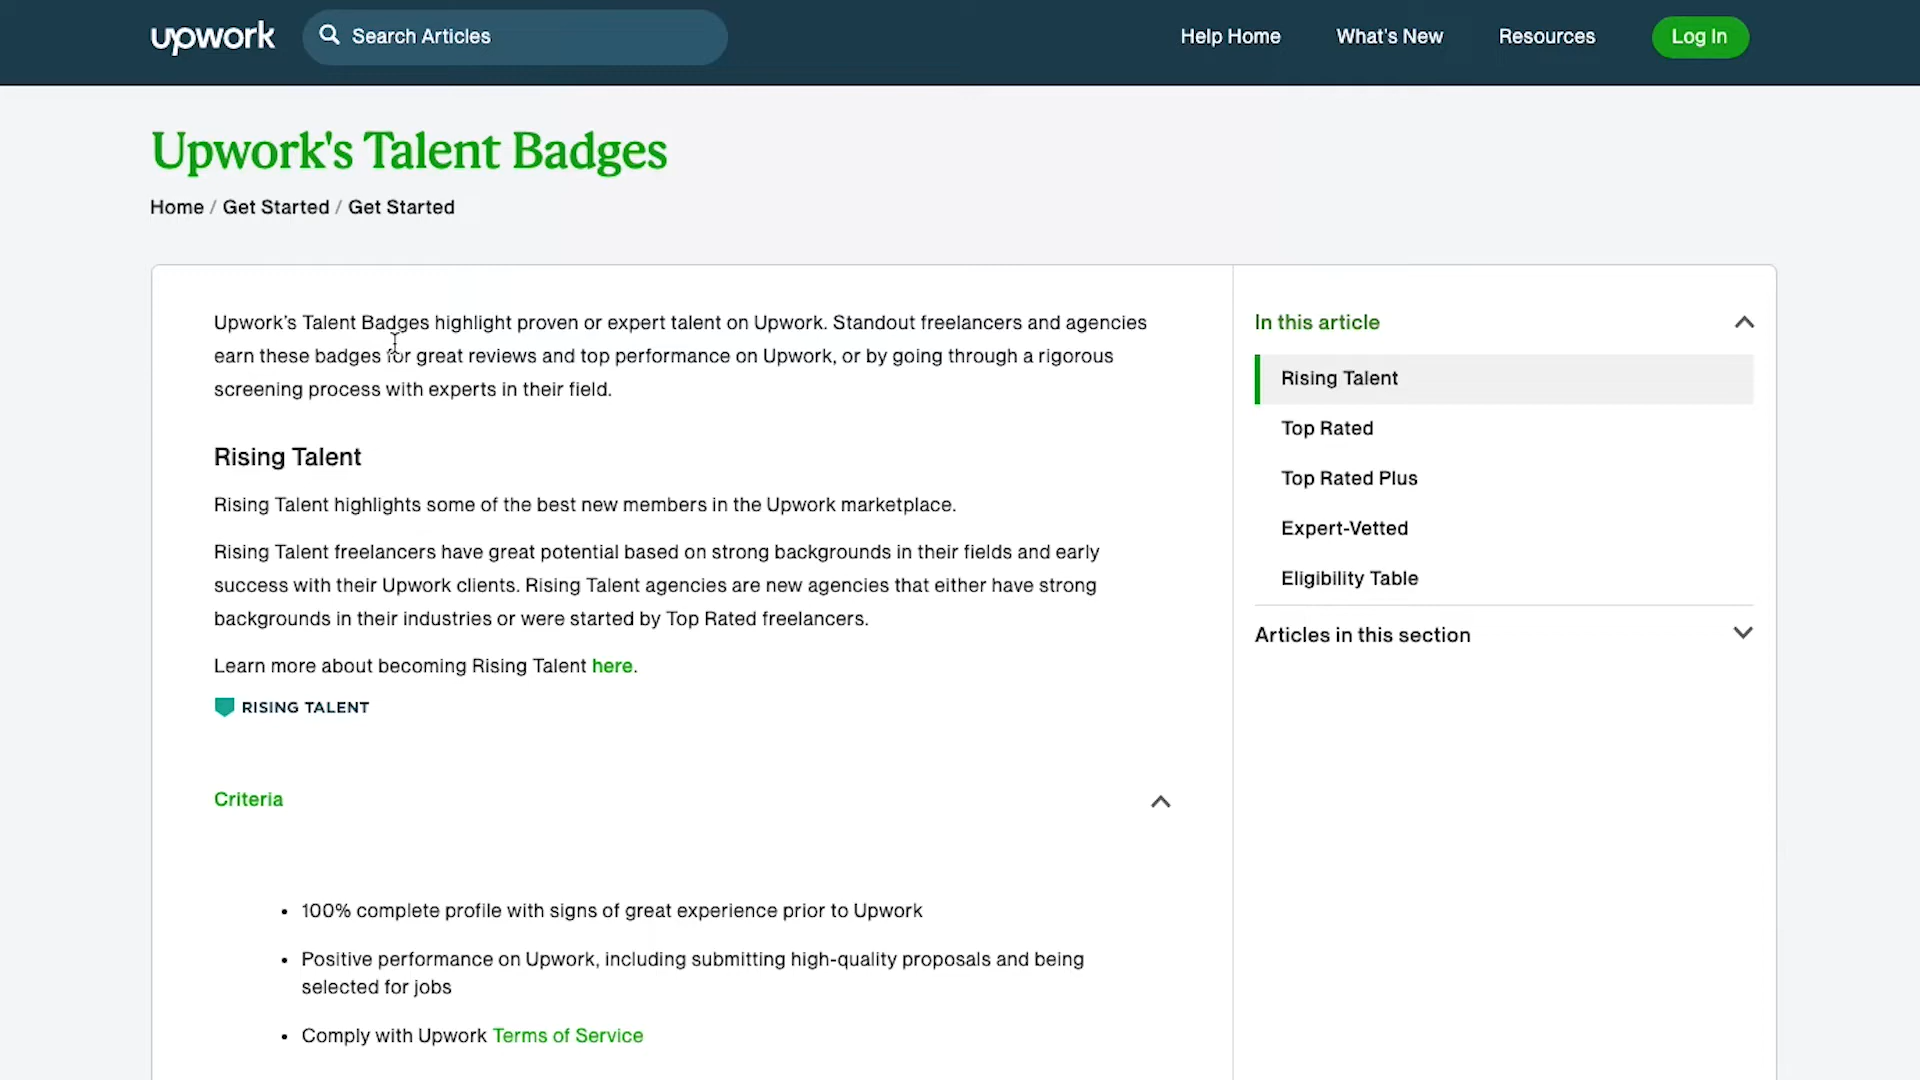 upwork
Search Articles
Help Home
What's New
Resources
Log In
Upwork's Talent Badges
Home / Get Started / Get Started
Upwork's Talent Badges highlight proven or expert talent on Upwork. Standout freelancers and agencies
earn these badges for great reviews and top performance on Upwork, or by going through a rigorous
screening process with experts in their field.
Rising Talent
Rising Talent highlights some of the best new members in the Upwork marketplace.
Rising Talent freelancers have great potential based on strong backgrounds in their fields and early
success with their Upwork clients. Rising Talent agencies are new agencies that either have strong
backgrounds in their industries or were started by Top Rated freelancers.
Learn more about becoming Rising Talent here.
RISING TALENT
Criteria
• 100% complete profile with signs of great experience prior to Upwork
• Positive performance on Upwork, including submitting high-quality proposals and being
selected for jobs
• Comply with Upwork Terms of Service
In this article
Rising Talent
Top Rated
Top Rated Plus
Expert-Vetted
Eligibility Table
Articles in this section